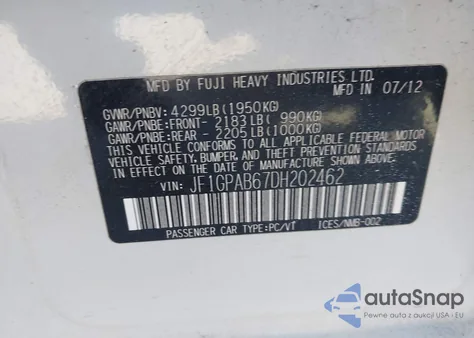 MFD BY FUJI HEAVY INDUSTRIES LTD.
MFD IN 07/12
GVWR/PNBV: 4299LB(1950KG)
GAWR/PNBE:FRONT - 2183LB( 990KG)
GAWR/PNBE:REAR - 2205LB(1000KG)
THIS VEHICLE CONFORMS TO ALL APPLICABLE FEDERAL MOTOR
VEHICLE SAFETY, BUMPER, AND THEFT PREVENTION STANDARDS
IN EFFECT ON THE DATE OF MANUFACTURE SHOWN ABOVE.
VIN: JF1GPAB67DH202462
PASSENGER CAR TYPE:PC/VT ICES/NMB-002
autoSnap
Pewne auto z aukcji USA - EU